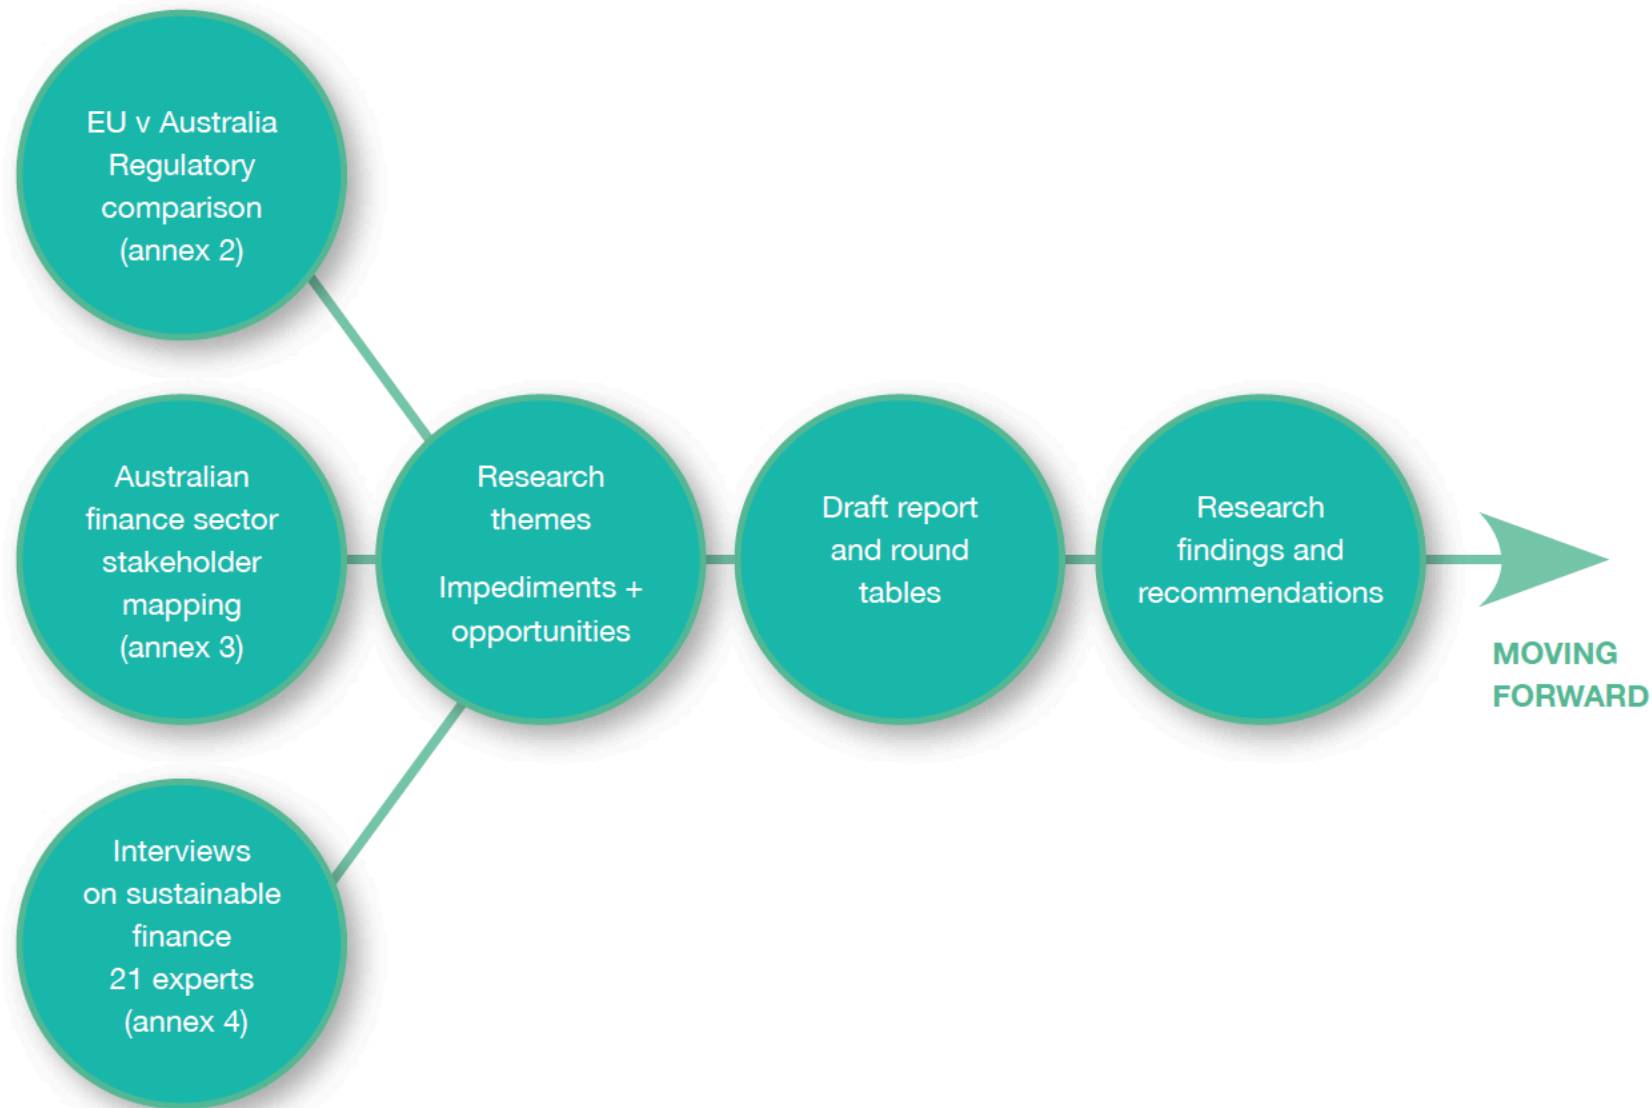 EU v Australia
Regulatory
comparison
(annex 2)
Australian
finance sector
stakeholder
mapping
(annex 3)
Interviews
on sustainable
finance
21 experts
(annex 4)
Research
themes
Impediments +
opportunities
Draft report
and round
tables
Research
findings and
recommendations
MOVING
FORWARD